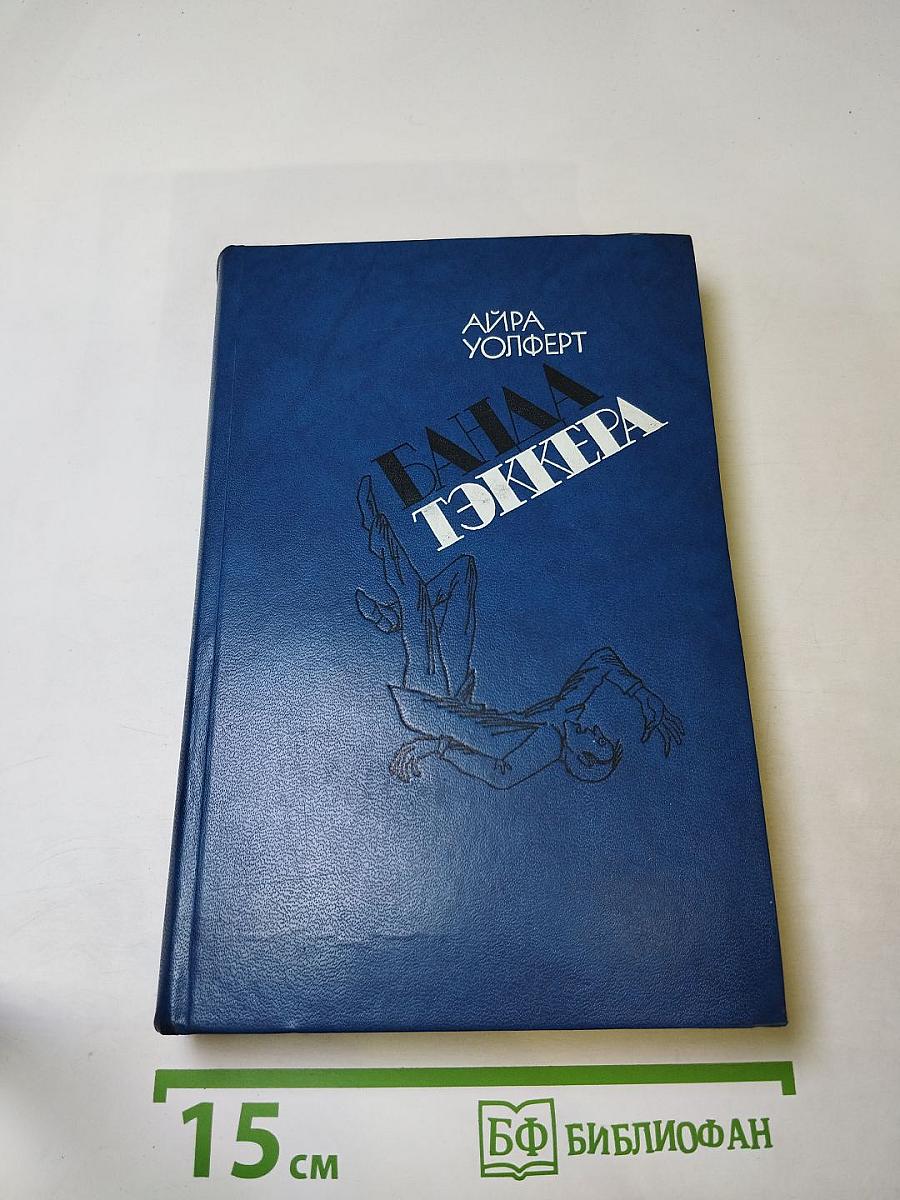 АЙРА
УОЛФЕРТ
БАНДА
ТЭККЕРА
15 см
БФ БИБЛИОФАН